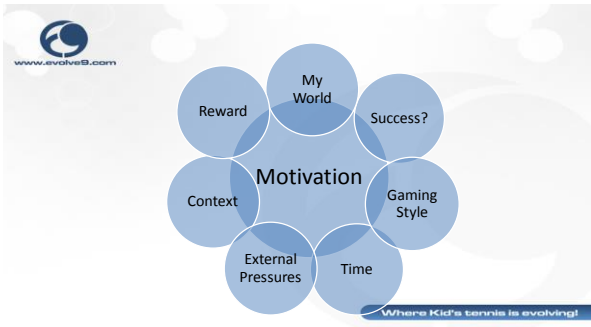 www.evolve9.com
My
World
Success?
Gaming
Style
Time
External
Pressures
Context
Reward
Motivation
Where Kid's tennis is evolving!